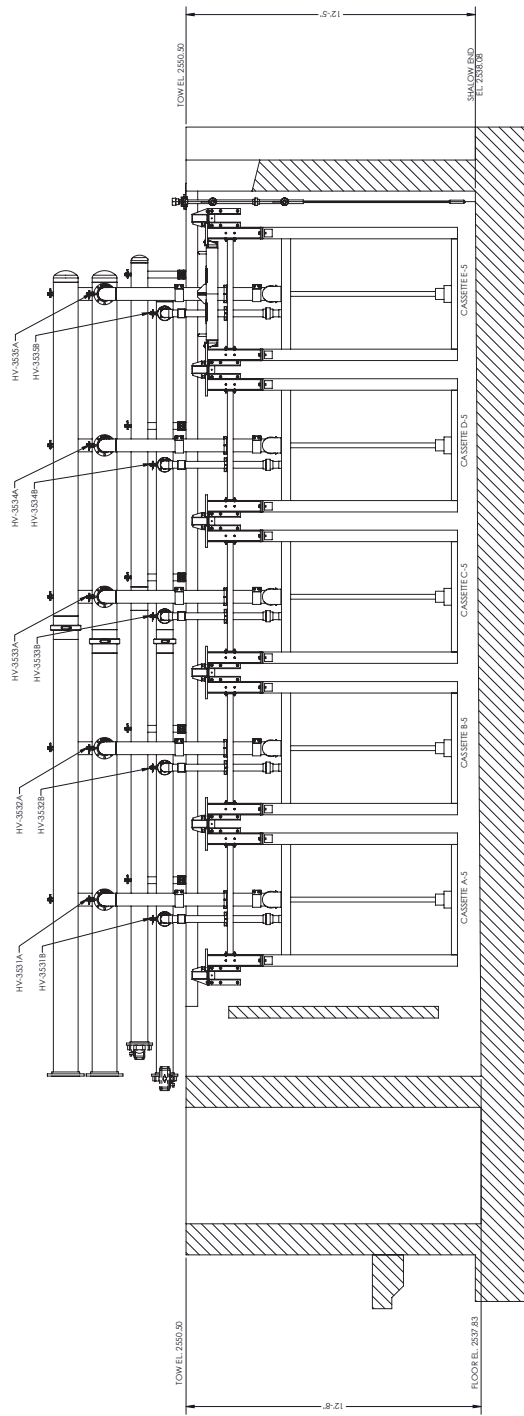 HV-3531A
HV-3531B
HV-3532A
HV-3532B
HV-3533A
HV-3533B
HV-3534A
HV-3534B
HV-3535A
HV-3535B
TOW EL. 2550.50
TOW EL. 2550.50
12'-8"
12'-5"
CASSETTE A-5
CASSETTE B-5
CASSETTE C-5
CASSETTE D-5
CASSETTE E-5
FLOOR EL. 2537.83
SHALOW END
EL. 2538.08